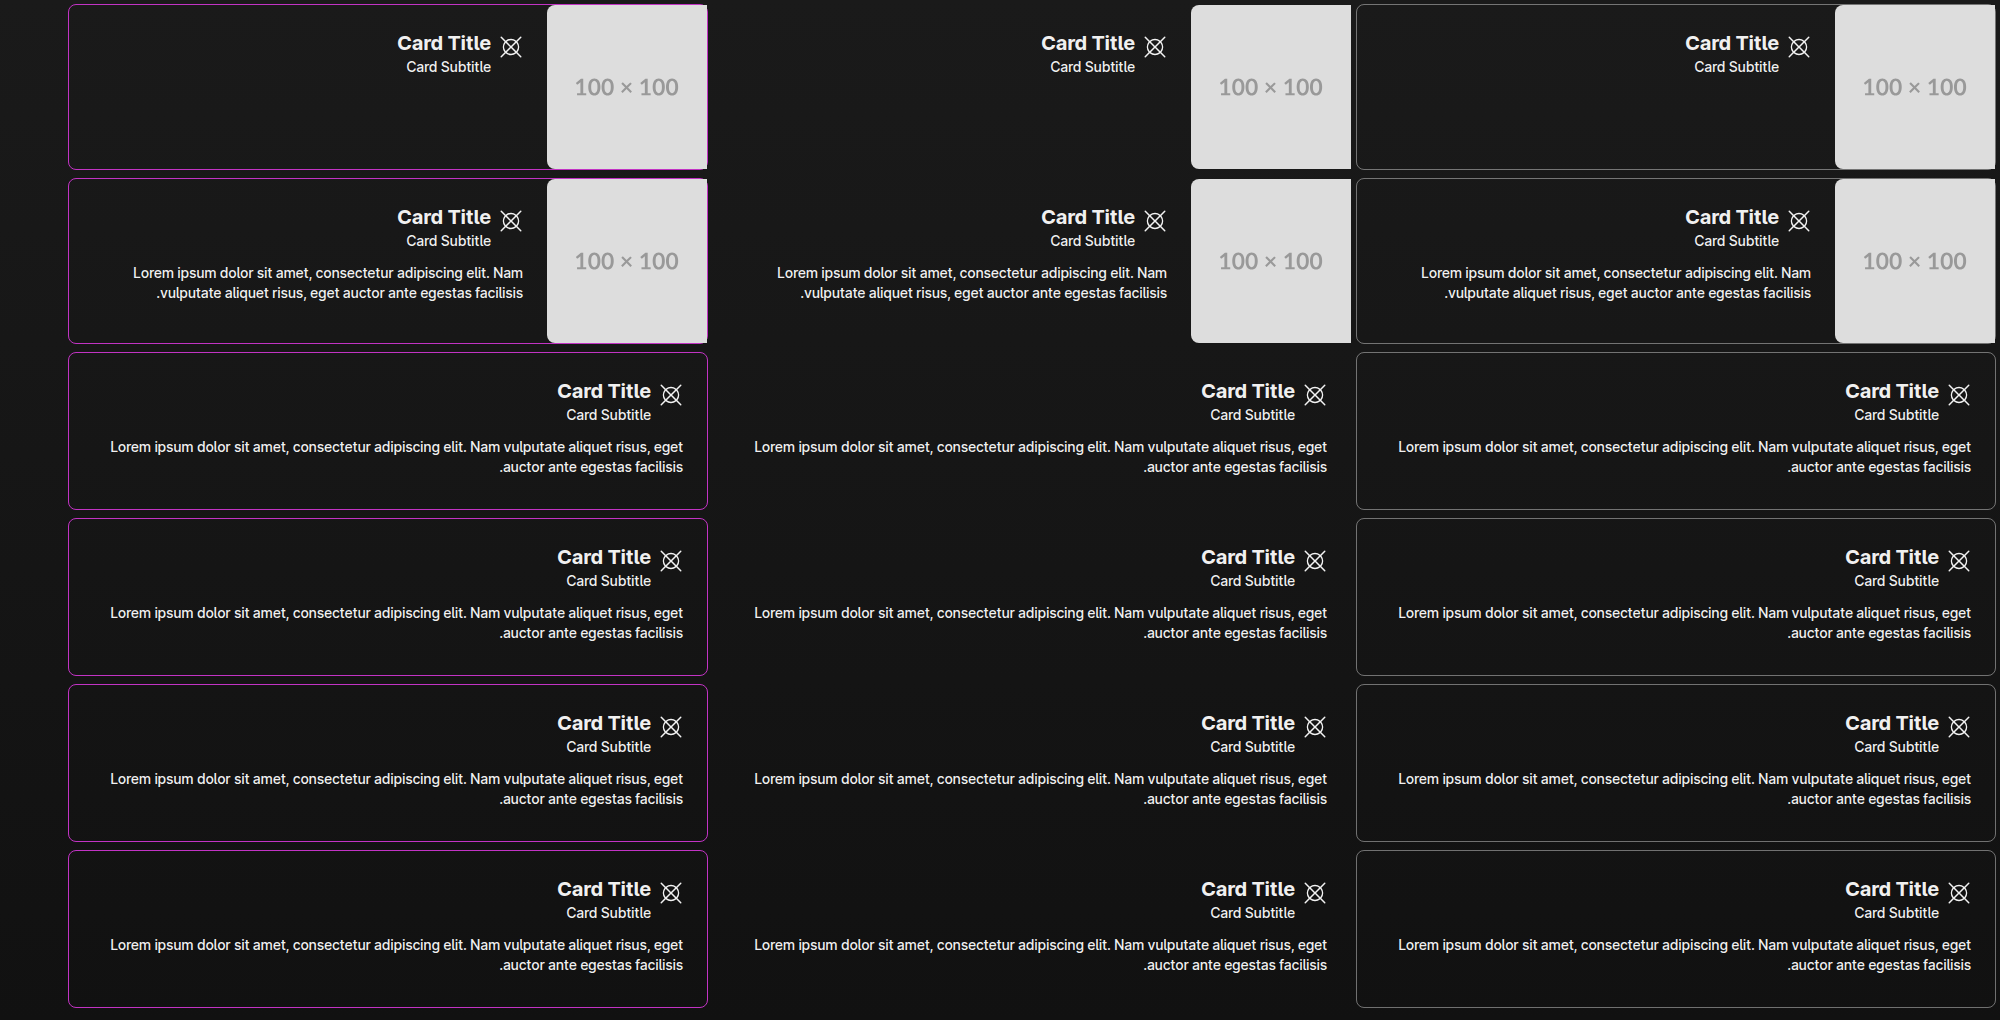 Card Title
Card Subtitle
100 × 100
Card Title
Card Subtitle
100 × 100
Card Title
Card Subtitle
100 × 100
Card Title
Card Subtitle
Lorem ipsum dolor sit amet, consectetur adipiscing elit. Nam
.vulputate aliquet risus, eget auctor ante egestas facilisis
100 × 100
Card Title
Card Subtitle
Lorem ipsum dolor sit amet, consectetur adipiscing elit. Nam
.vulputate aliquet risus, eget auctor ante egestas facilisis
100 × 100
Card Title
Card Subtitle
Lorem ipsum dolor sit amet, consectetur adipiscing elit. Nam
.vulputate aliquet risus, eget auctor ante egestas facilisis
100 × 100
Card Title
Card Subtitle
Lorem ipsum dolor sit amet, consectetur adipiscing elit. Nam vulputate aliquet risus, eget
.auctor ante egestas facilisis
Card Title
Card Subtitle
Lorem ipsum dolor sit amet, consectetur adipiscing elit. Nam vulputate aliquet risus, eget
.auctor ante egestas facilisis
Card Title
Card Subtitle
Lorem ipsum dolor sit amet, consectetur adipiscing elit. Nam vulputate aliquet risus, eget
.auctor ante egestas facilisis
Card Title
Card Subtitle
Lorem ipsum dolor sit amet, consectetur adipiscing elit. Nam vulputate aliquet risus, eget
.auctor ante egestas facilisis
Card Title
Card Subtitle
Lorem ipsum dolor sit amet, consectetur adipiscing elit. Nam vulputate aliquet risus, eget
.auctor ante egestas facilisis
Card Title
Card Subtitle
Lorem ipsum dolor sit amet, consectetur adipiscing elit. Nam vulputate aliquet risus, eget
.auctor ante egestas facilisis
Card Title
Card Subtitle
Lorem ipsum dolor sit amet, consectetur adipiscing elit. Nam vulputate aliquet risus, eget
.auctor ante egestas facilisis
Card Title
Card Subtitle
Lorem ipsum dolor sit amet, consectetur adipiscing elit. Nam vulputate aliquet risus, eget
.auctor ante egestas facilisis
Card Title
Card Subtitle
Lorem ipsum dolor sit amet, consectetur adipiscing elit. Nam vulputate aliquet risus, eget
.auctor ante egestas facilisis
Card Title
Card Subtitle
Lorem ipsum dolor sit amet, consectetur adipiscing elit. Nam vulputate aliquet risus, eget
.auctor ante egestas facilisis
Card Title
Card Subtitle
Lorem ipsum dolor sit amet, consectetur adipiscing elit. Nam vulputate aliquet risus, eget
.auctor ante egestas facilisis
Card Title
Card Subtitle
Lorem ipsum dolor sit amet, consectetur adipiscing elit. Nam vulputate aliquet risus, eget
.auctor ante egestas facilisis